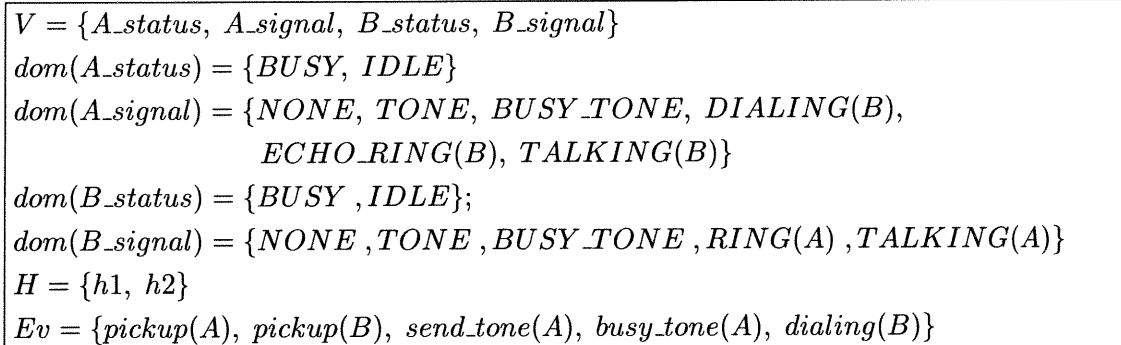 V = {A_status, A_signal, B_status, B_signal}
dom(A_status) = {BUSY, IDLE}
dom(A_signal) = {NONE, TONE, BUSY_TONE, DIALING(B),
ECHO_RING(B), TALKING(B)}
dom(B_status) = {BUSY ,IDLE};
dom(B_signal) = {NONE ,TONE ,BUSY_TONE ,RING(A) ,TALKING(A)}
H = {h1, h2}
Ev = {pickup(A), pickup(B), send_tone(A), busy_tone(A), dialing(B)}